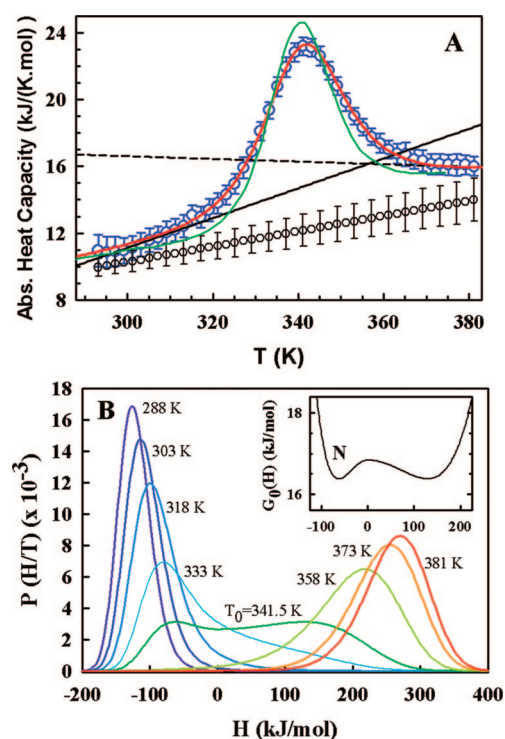 A
Abs. Heat Capacity (kJ/(K.mol))
24
20
16
12
8
300 320 340 360 380
T (K)
B
P (H/T) (x 10⁻³)
18
16
14
12
10
8
6
4
2
0
288 K
303 K
318 K
333 K
T₀=341.5 K
358 K
373 K
381 K
G₀(H) (kJ/mol)
18
17
N
-100 0 100 200
-200 -100 0 100 200 300 400
H (kJ/mol)